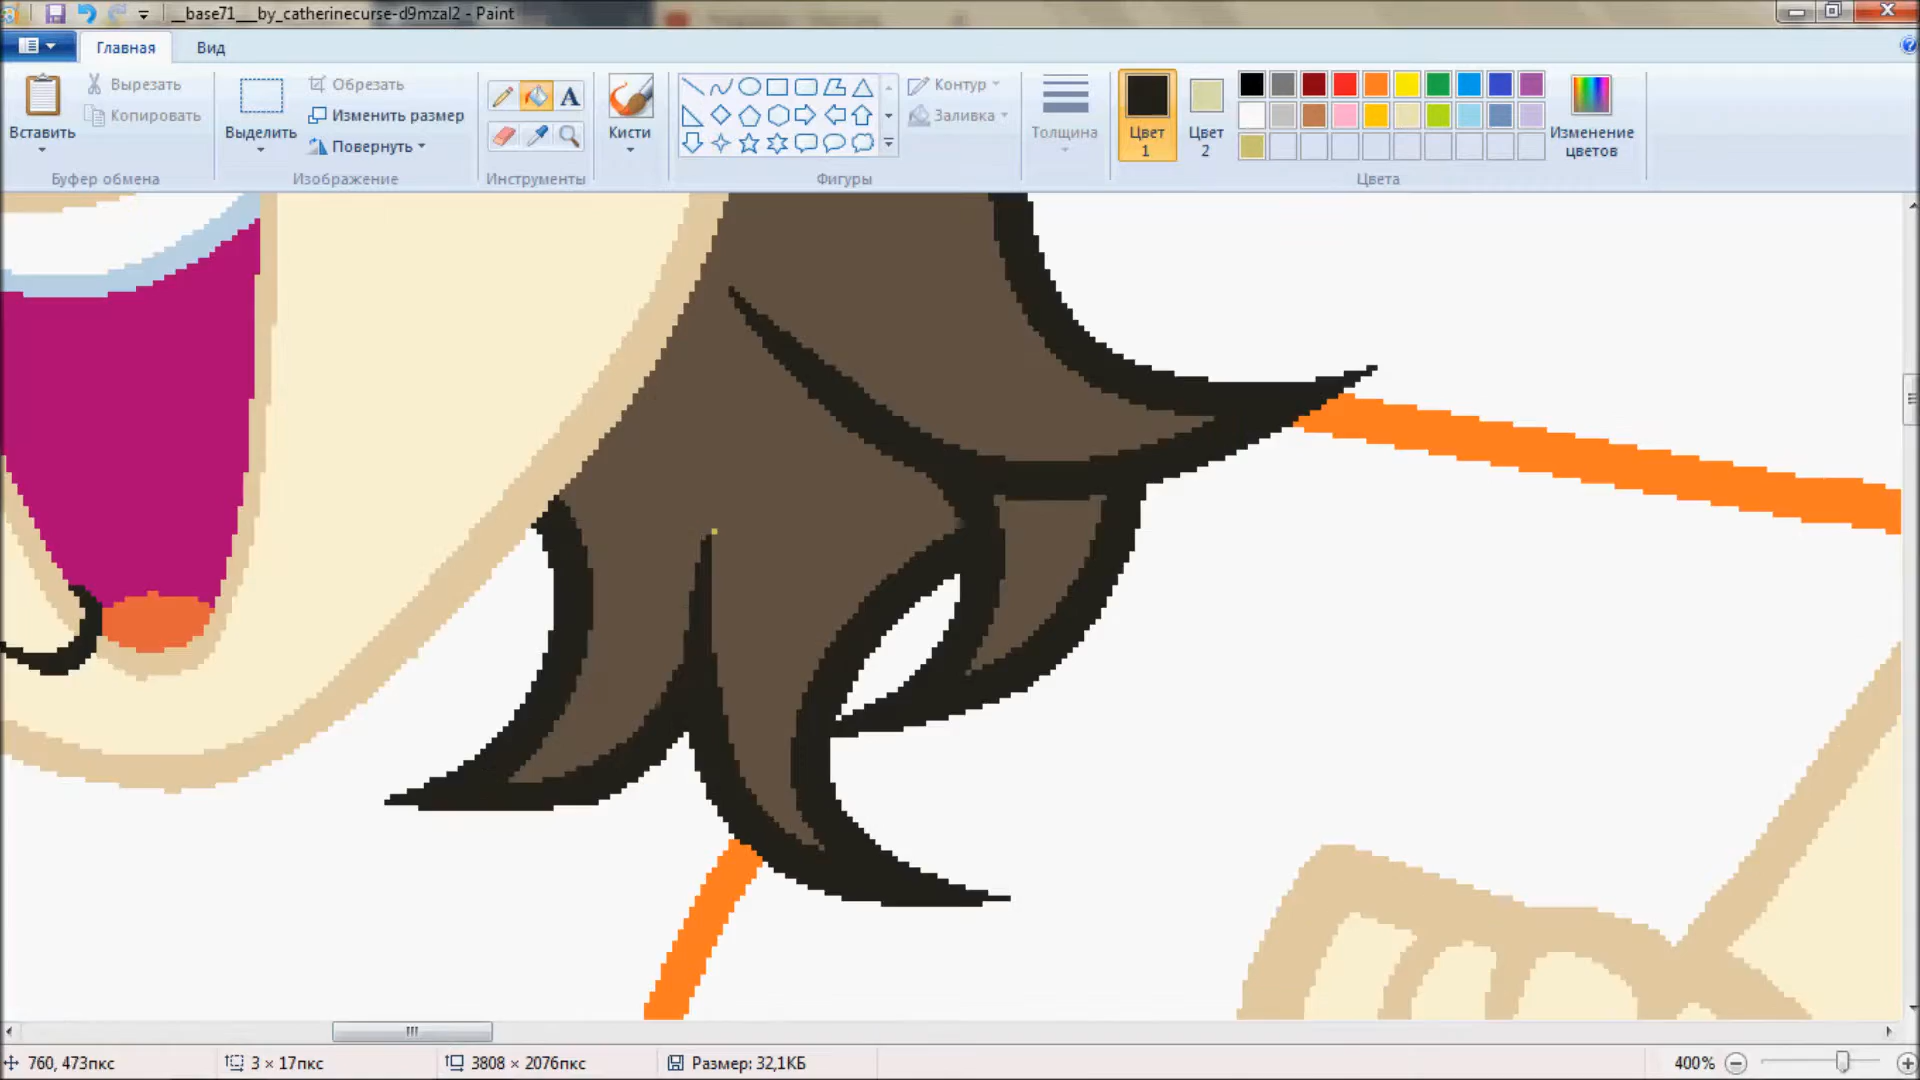 __base71___by_catherinecurse-d9mzal2 - Paint
Главная
Вид
Вставить
Вырезать
Копировать
Буфер обмена
Выделить
Обрезать
Изменить размер
Повернуть
Изображение
A
Инструменты
Кисти
Контур
Заливка
Фигуры
Толщина
Цвет
1
Цвет
2
Изменение
цветов
Цвета
760, 473пкс
3 × 17пкс
3808 × 2076пкс
Размер: 32,1КБ
400%